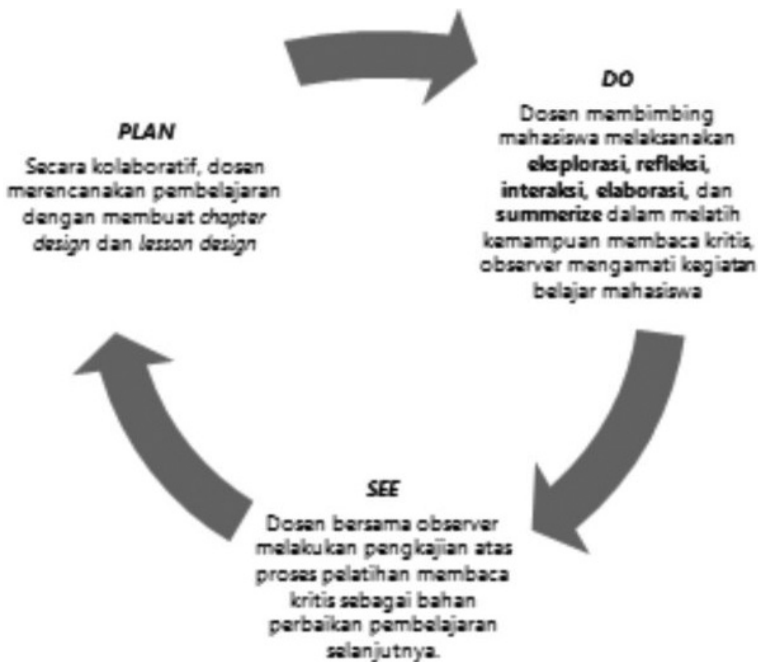 PLAN
Secara kolaboratif, dosen
merencanakan pembelajaran
dengan membuat chapter
design dan lesson design
DO
Dosen membimbing
mahasiswa melaksanakan
eksplorasi, refleksi,
interaksi, elaborasi, dan
summerize dalam melatih
kemampuan membaca kritis,
observer mengamati kegiatan
belajar mahasiswa
SEE
Dosen bersama observer
melakukan pengkajian atas
proses pelatihan membaca
kritis sebagai bahan
perbaikan pembelajaran
selanjutnya.